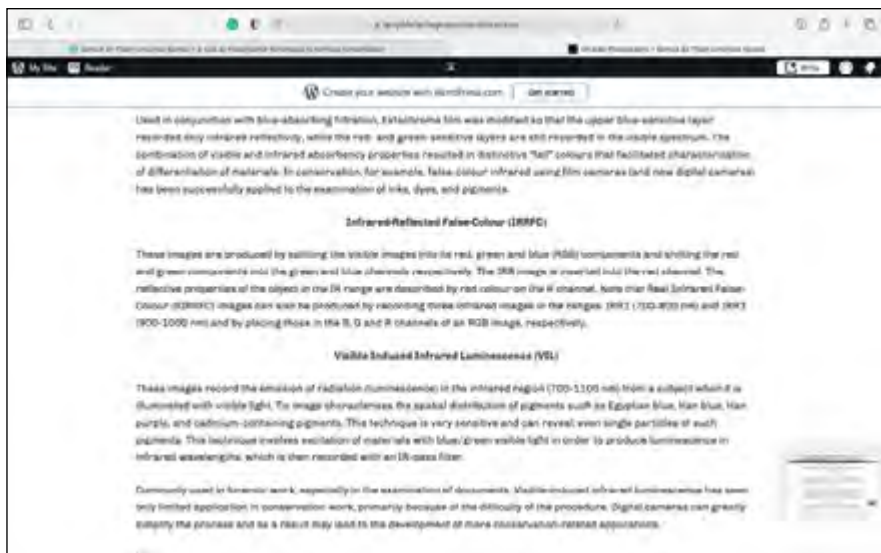 My Site Reader
Create your website with WordPress.com Get started
Used in conjunction with blue-absorbing filtration, Ektachrome film was modified so that the upper blue-sensitive layer
recorded only infrared reflectivity, while the red- and green-sensitive layers are still recorded in the visible spectrum. The
combination of visible and infrared absorbency properties resulted in distinctive colours that facilitated characterisation
of differentiation of materials. In conservation, for example, false-colour infrared using film cameras (and now digital cameras)
has been successfully applied to the examination of inks, dyes, and pigments.
Infrared-Reflected False-Colour (IRRFC)
These images are produced by splitting the visible images into its red, green and blue (RGB) components and shifting the red
and green components into the green and blue channels respectively. The IRR image is inserted into the red channel. The
reflective properties of the object in the IR range are described by red colour on the R channel. Note that Real Infrared False-
Colour images can also be produced by recording three infrared images in the ranges: IRR1 (700-800 nm) and IRR3
(900-1000 nm) and by placing those in the B, G and R channels of an RGB image, respectively.
Visible Induced Infrared Luminescence (VIL)
These images record the emission of radiation (luminescence) in the infrared region (700-1100 nm) from a subject when it is
illuminated with visible light. image characterises the spatial distribution of pigments such as Egyptian blue, Han blue, Han
purple, and cadmium-containing pigments. This technique is very sensitive and can reveal even single particles of such
pigments. This technique involves excitation of materials with blue/green visible light in order to produce luminescence in
infrared wavelengths, which is then recorded with an IR-pass filter.
Commonly used in forensic work, especially in the examination of documents, Visible-induced infrared luminescence has seen
only limited application in conservation work, primarily because of the difficulty of the procedure. Digital cameras can greatly
simplify the process and as a result may lead to the development of more conservation-related applications.